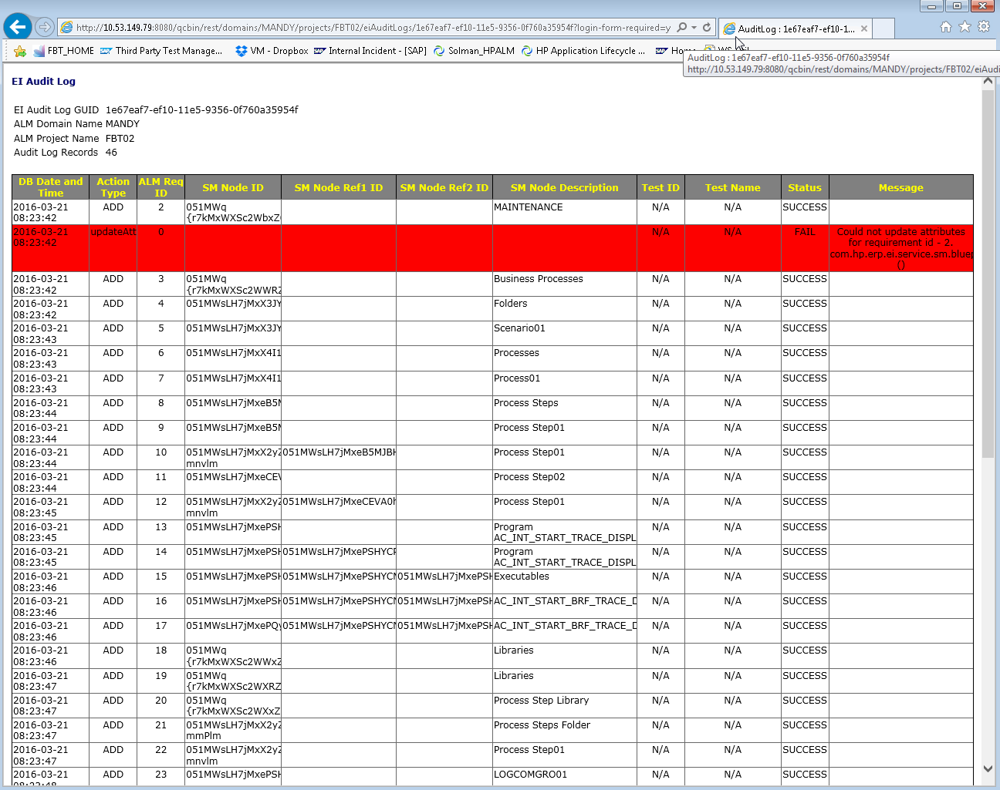 http://10.53.149.79:8080/qcbin/rest/domains/MANDY/projects/FBT02/eiAuditLogs/1e67eaf7-ef10-11e5-9356-0f760a35954f?login-form-required=y
AuditLog : 1e67eaf7-ef10-1...
FBT_HOME Third Party Test Manage... VM - Dropbox Internal Incident - [SAP] Solman_HPALM HP Application Lifecycle ...
AuditLog : 1e67eaf7-ef10-11e5-9356-0f760a35954f
http://10.53.149.79:8080/qcbin/rest/domains/MANDY/projects/FBT02/eiAudi
EI Audit Log
EI Audit Log GUID 1e67eaf7-ef10-11e5-9356-0f760a35954f
ALM Domain Name MANDY
ALM Project Name FBT02
Audit Log Records 46
DB Date and Time Action Type ALM Req ID SM Node ID SM Node Ref1 ID SM Node Ref2 ID SM Node Description Test ID Test Name Status Message
2016-03-21 ADD 2 051MWq MAINTENANCE N/A N/A SUCCESS
08:23:42 {r7kMxWXSc2WbxZ
2016-03-21 updateAtt 0 N/A N/A FAIL Could not update attributes
08:23:42 for requirement id - 2.
com.hp.erp.ei.service.sm.bluep
()
2016-03-21 ADD 3 051MWq Business Processes N/A N/A SUCCESS
08:23:42 {r7kMxWXSc2WWRZ
2016-03-21 ADD 4 051MWsLH7jMxX3JY Folders N/A N/A SUCCESS
08:23:42
2016-03-21 ADD 5 051MWsLH7jMxX3JY Scenario01 N/A N/A SUCCESS
08:23:43
2016-03-21 ADD 6 051MWsLH7jMxX4I1 Processes N/A N/A SUCCESS
08:23:43
2016-03-21 ADD 7 051MWsLH7jMxX4I1 Process01 N/A N/A SUCCESS
08:23:43
2016-03-21 ADD 8 051MWsLH7jMxeB5M Process Steps N/A N/A SUCCESS
08:23:44
2016-03-21 ADD 9 051MWsLH7jMxeB5M Process Step01 N/A N/A SUCCESS
08:23:44
2016-03-21 ADD 10 051MWsLH7jMxX2yZ 051MWsLH7jMxeB5MJBH Process Step01 N/A N/A SUCCESS
08:23:44 mnvlm
2016-03-21 ADD 11 051MWsLH7jMxeCEV Process Step02 N/A N/A SUCCESS
08:23:44
2016-03-21 ADD 12 051MWsLH7jMxX2yZ 051MWsLH7jMxeCEVA0h Process Step01 N/A N/A SUCCESS
08:23:45 mnvlm
2016-03-21 ADD 13 051MWsLH7jMxePSH Program N/A N/A SUCCESS
08:23:45 AC_INT_START_TRACE_DISPL
2016-03-21 ADD 14 051MWsLH7jMxePSH 051MWsLH7jMxePSHYCF Program N/A N/A SUCCESS
08:23:45 AC_INT_START_TRACE_DISPL
2016-03-21 ADD 15 051MWsLH7jMxePSH 051MWsLH7jMxePSHYCN 051MWsLH7jMxePSH Executables N/A N/A SUCCESS
08:23:46
2016-03-21 ADD 16 051MWsLH7jMxePSH 051MWsLH7jMxePSHYCN 051MWsLH7jMxePSH AC_INT_START_BRF_TRACE_D N/A N/A SUCCESS
08:23:46
2016-03-21 ADD 17 051MWsLH7jMxePQy 051MWsLH7jMxePSHYCN 051MWsLH7jMxePSH AC_INT_START_BRF_TRACE_D N/A N/A SUCCESS
08:23:46
2016-03-21 ADD 18 051MWq Libraries N/A N/A SUCCESS
08:23:46 {r7kMxWXSc2WWxZ
2016-03-21 ADD 19 051MWq Libraries N/A N/A SUCCESS
08:23:47 {r7kMxWXSc2WXRZ
2016-03-21 ADD 20 051MWq Process Step Library N/A N/A SUCCESS
08:23:47 {r7kMxWXSc2WXxZ
2016-03-21 ADD 21 051MWsLH7jMxX2yZ Process Steps Folder N/A N/A SUCCESS
08:23:47 mmPlm
2016-03-21 ADD 22 051MWsLH7jMxX2yZ Process Step01 N/A N/A SUCCESS
08:23:47 mnvlm
2016-03-21 ADD 23 051MWsLH7jMxePSH LOGCOMGRO01 N/A N/A SUCCESS
08:23:48